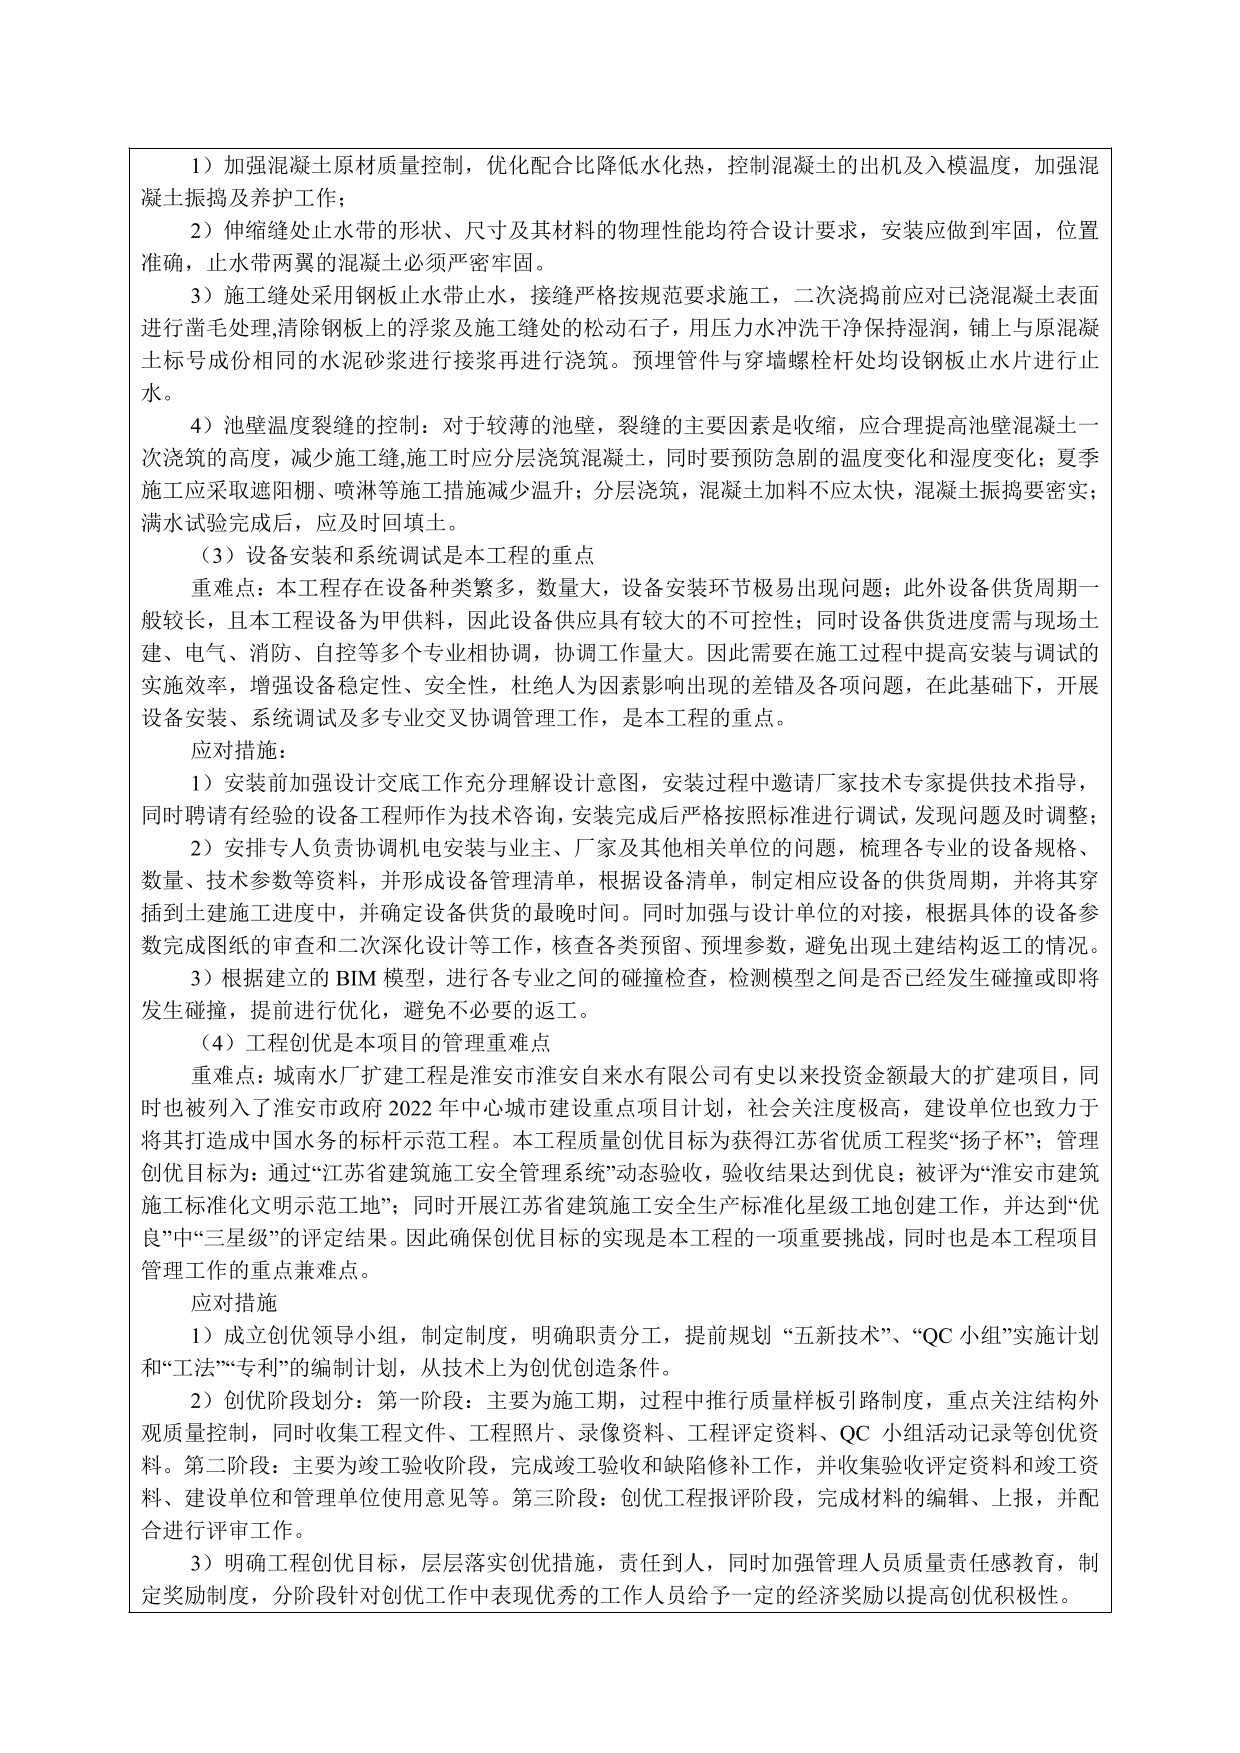 1）加强混凝土原材质量控制，优化配合比降低水化热，控制混凝土的出机及入模温度，加强混
凝土振捣及养护工作；
2）伸缩缝处止水带的形状、尺寸及其材料的物理性能均符合设计要求，安装应做到牢固，位置
准确，止水带两翼的混凝土必须严密牢固。
3）施工缝处采用钢板止水带止水，接缝严格按规范要求施工，二次浇捣前应对已浇混凝土表面
进行凿毛处理,清除钢板上的浮浆及施工缝处的松动石子，用压力水冲洗干净保持湿润，铺上与原混凝
土标号成份相同的水泥砂浆进行接浆再进行浇筑。预埋管件与穿墙螺栓杆处均设钢板止水片进行止
水。
4）池壁温度裂缝的控制：对于较薄的池壁，裂缝的主要因素是收缩，应合理提高池壁混凝土一
次浇筑的高度，减少施工缝,施工时应分层浇筑混凝土，同时要预防急剧的温度变化和湿度变化；夏季
施工应采取遮阳棚、喷淋等施工措施减少温升；分层浇筑，混凝土加料不应太快，混凝土振捣要密实；
满水试验完成后，应及时回填土。
（3）设备安装和系统调试是本工程的重点
重难点：本工程存在设备种类繁多，数量大，设备安装环节极易出现问题；此外设备供货周期一
般较长，且本工程设备为甲供料，因此设备供应具有较大的不可控性；同时设备供货进度需与现场土
建、电气、消防、自控等多个专业相协调，协调工作量大。因此需要在施工过程中提高安装与调试的
实施效率，增强设备稳定性、安全性，杜绝人为因素影响出现的差错及各项问题，在此基础下，开展
设备安装、系统调试及多专业交叉协调管理工作，是本工程的重点。
应对措施：
1）安装前加强设计交底工作充分理解设计意图，安装过程中邀请厂家技术专家提供技术指导，
同时聘请有经验的设备工程师作为技术咨询，安装完成后严格按照标准进行调试，发现问题及时调整；
2）安排专人负责协调机电安装与业主、厂家及其他相关单位的问题，梳理各专业的设备规格、
数量、技术参数等资料，并形成设备管理清单，根据设备清单，制定相应设备的供货周期，并将其穿
插到土建施工进度中，并确定设备供货的最晚时间。同时加强与设计单位的对接，根据具体的设备参
数完成图纸的审查和二次深化设计等工作，核查各类预留、预埋参数，避免出现土建结构返工的情况。
3）根据建立的 BIM 模型，进行各专业之间的碰撞检查，检测模型之间是否已经发生碰撞或即将
发生碰撞，提前进行优化，避免不必要的返工。
（4）工程创优是本项目的管理重难点
重难点：城南水厂扩建工程是淮安市淮安自来水有限公司有史以来投资金额最大的扩建项目，同
时也被列入了淮安市政府 2022 年中心城市建设重点项目计划，社会关注度极高，建设单位也致力于
将其打造成中国水务的标杆示范工程。本工程质量创优目标为获得江苏省优质工程奖“扬子杯”；管理
创优目标为：通过“江苏省建筑施工安全管理系统”动态验收，验收结果达到优良；被评为“淮安市建筑
施工标准化文明示范工地”；同时开展江苏省建筑施工安全生产标准化星级工地创建工作，并达到“优
良”中“三星级”的评定结果。因此确保创优目标的实现是本工程的一项重要挑战，同时也是本工程项目
管理工作的重点兼难点。
应对措施
1）成立创优领导小组，制定制度，明确职责分工，提前规划 “五新技术”、“QC 小组”实施计划
和“工法”“专利”的编制计划，从技术上为创优创造条件。
2）创优阶段划分：第一阶段：主要为施工期，过程中推行质量样板引路制度，重点关注结构外
观质量控制，同时收集工程文件、工程照片、录像资料、工程评定资料、QC 小组活动记录等创优资
料。第二阶段：主要为竣工验收阶段，完成竣工验收和缺陷修补工作，并收集验收评定资料和竣工资
料、建设单位和管理单位使用意见等。第三阶段：创优工程报评阶段，完成材料的编辑、上报，并配
合进行评审工作。
3）明确工程创优目标，层层落实创优措施，责任到人，同时加强管理人员质量责任感教育，制
定奖励制度，分阶段针对创优工作中表现优秀的工作人员给予一定的经济奖励以提高创优积极性。